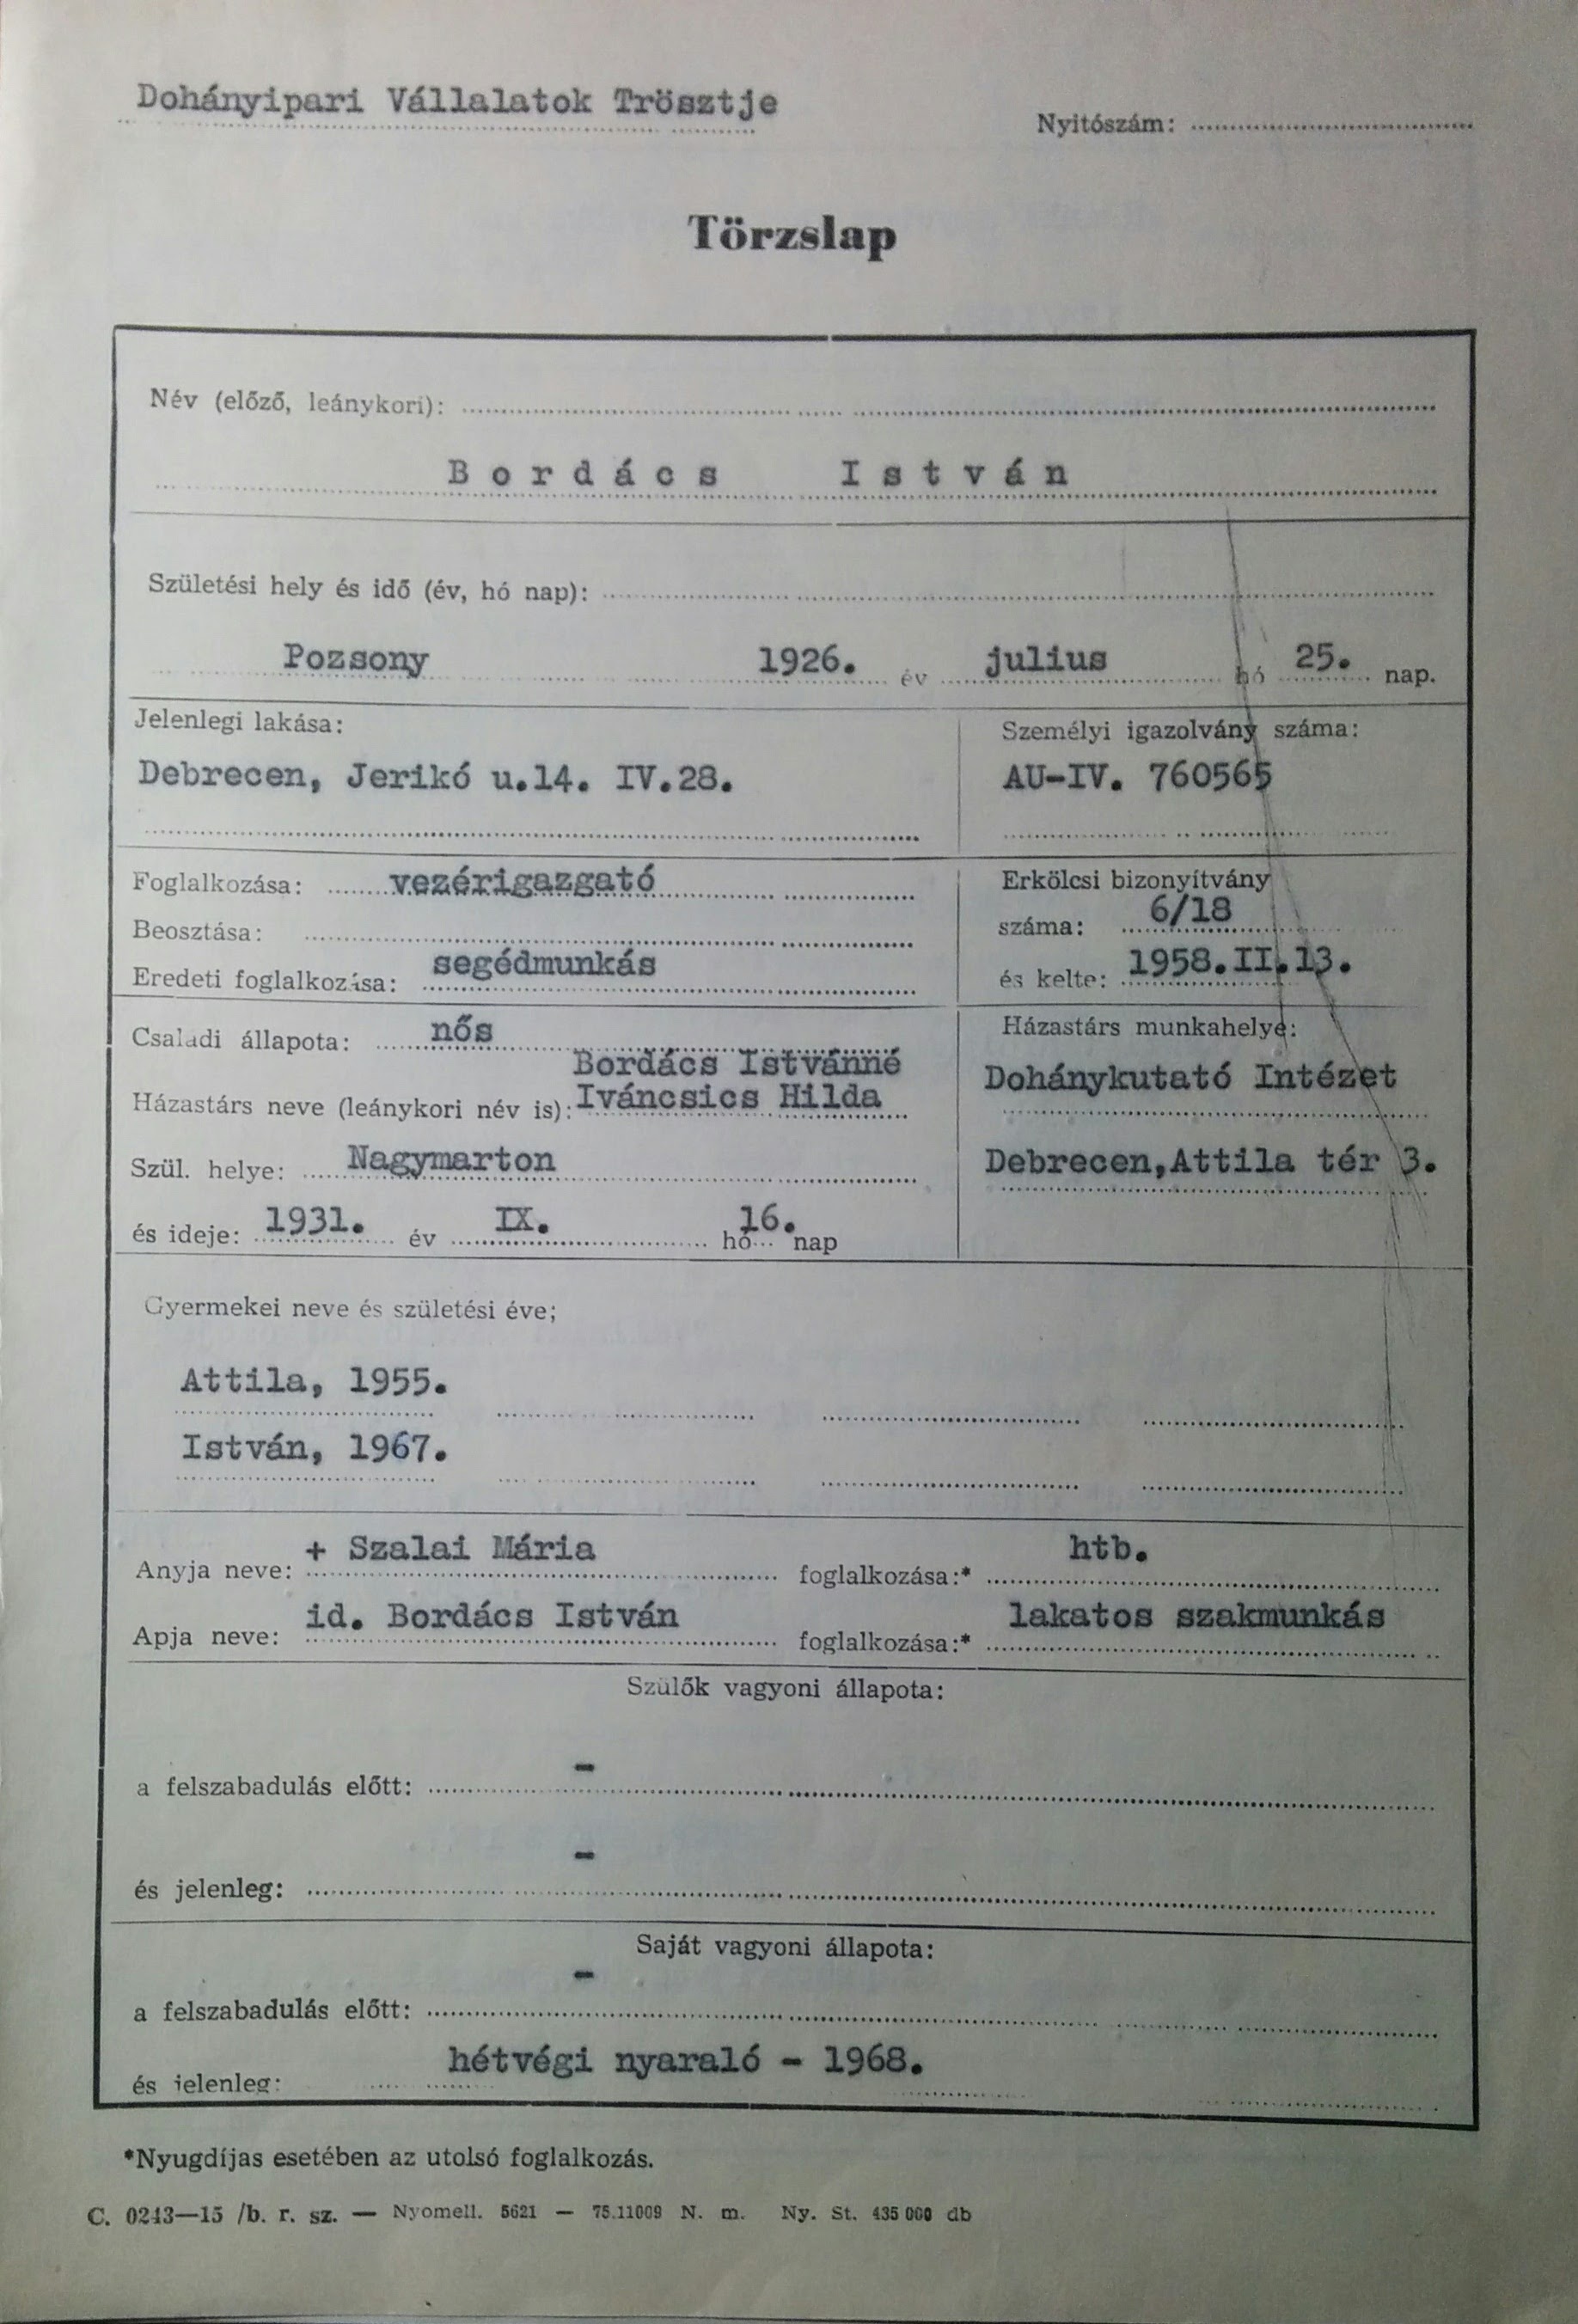 Dohányipari Vállalatok Trösztje
Nyitószám:
Törzslap
Név (előző, leánykori):
Bordács István
Születési hely és idő (év, hó nap):
Pozsony 1926. év julius hó 25. nap.
Jelenlegi lakása:
Debrecen, Jerikó u.14. IV.28.
Személyi igazolvány száma:
AU-IV. 760565
Foglalkozása: vezérigazgató
Beosztása:
Eredeti foglalkozása: segédmunkás
Erkölcsi bizonyítvány
száma: 6/18
és kelte: 1958.II.13.
Családi állapota: nős
Bordács Istvánné
Házastárs neve (leánykori név is): Iváncsics Hilda
Szül. helye: Nagymarton
és ideje: 1931. év IX. hó 16. nap
Házastárs munkahelye:
Dohánykutató Intézet
Debrecen,Attila tér 3.
Gyermekei neve és születési éve;
Attila, 1955.
István, 1967.
Anyja neve: + Szalai Mária foglalkozása:* htb.
Apja neve: id. Bordács István foglalkozása:* lakatos szakmunkás
Szülők vagyoni állapota:
a felszabadulás előtt: -
és jelenleg: -
Saját vagyoni állapota:
a felszabadulás előtt: -
és jelenleg: hétvégi nyaraló - 1968.
*Nyugdíjas esetében az utolsó foglalkozás.
C. 0243—15 /b. r. sz. — Nyomell. 5621 — 75.11009 N. m. Ny. St. 435 000 db